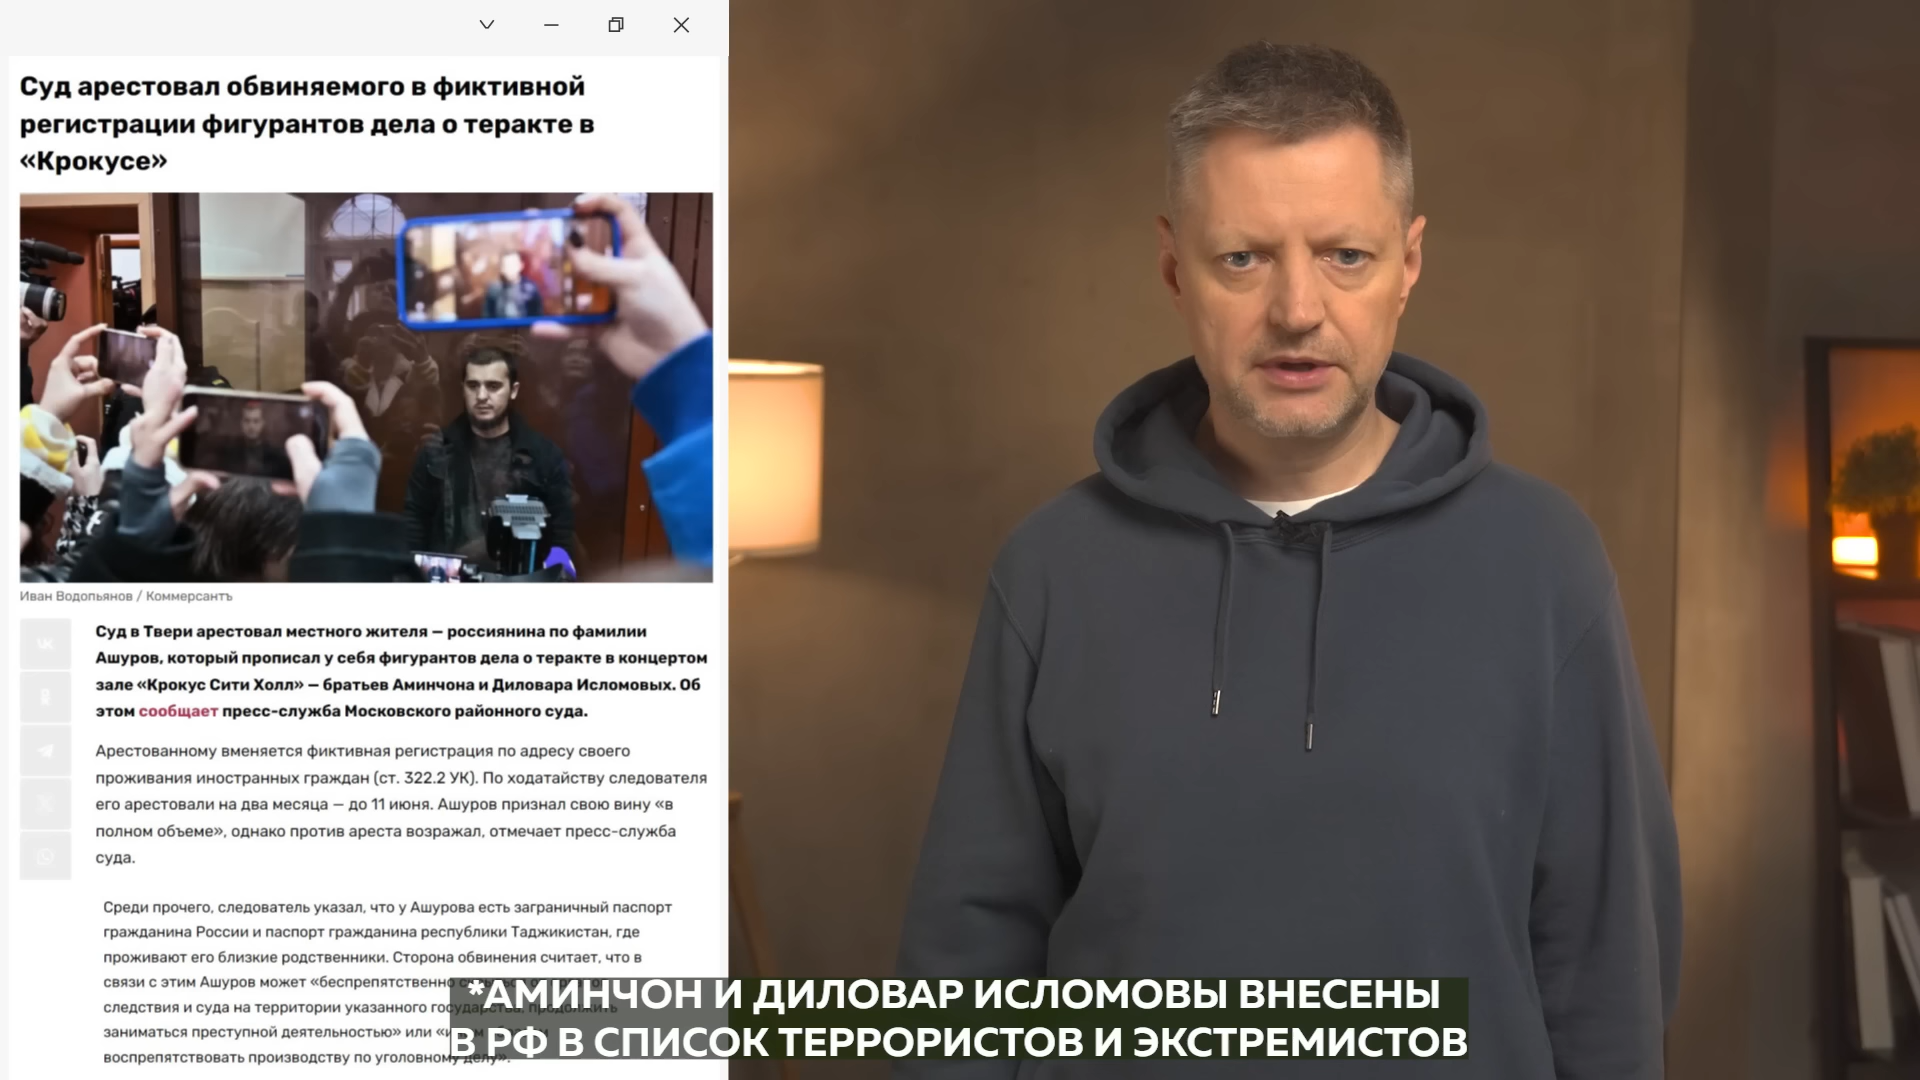 Суд арестовал обвиняемого в фиктивной
регистрации фигурантов дела о теракте в
«Крокусе»
Иван Водопьянов / Коммерсантъ
Суд в Твери арестовал местного жителя — россиянина по фамилии
Ашуров, который прописал у себя фигурантов дела о теракте в концертом
зале «Крокус Сити Холл» — братьев Аминчона и Диловара Исломовых. Об
этом сообщает пресс-служба Московского районного суда.
Арестованному вменяется фиктивная регистрация по адресу своего
проживания иностранных граждан (ст. 322.2 УК). По ходатайству следователя
его арестовали на два месяца — до 11 июня. Ашуров признал свою вину «в
полном объеме», однако против ареста возражал, отмечает пресс-служба
суда.
Среди прочего, следователь указал, что у Ашурова есть заграничный паспорт
гражданина России и паспорт гражданина республики Таджикистан, где
проживают его близкие родственники. Сторона обвинения считает, что в
связи с этим Ашуров может «беспрепятственно
следствия и суда на территории указанного государства, продолжить
заниматься преступной деятельностью» или
воспрепятствовать производству по уголовному делу».
*АМИНЧОН И ДИЛОВАР ИСЛОМОВЫ ВНЕСЕНЫ
В РФ В СПИСОК ТЕРРОРИСТОВ И ЭКСТРЕМИСТОВ